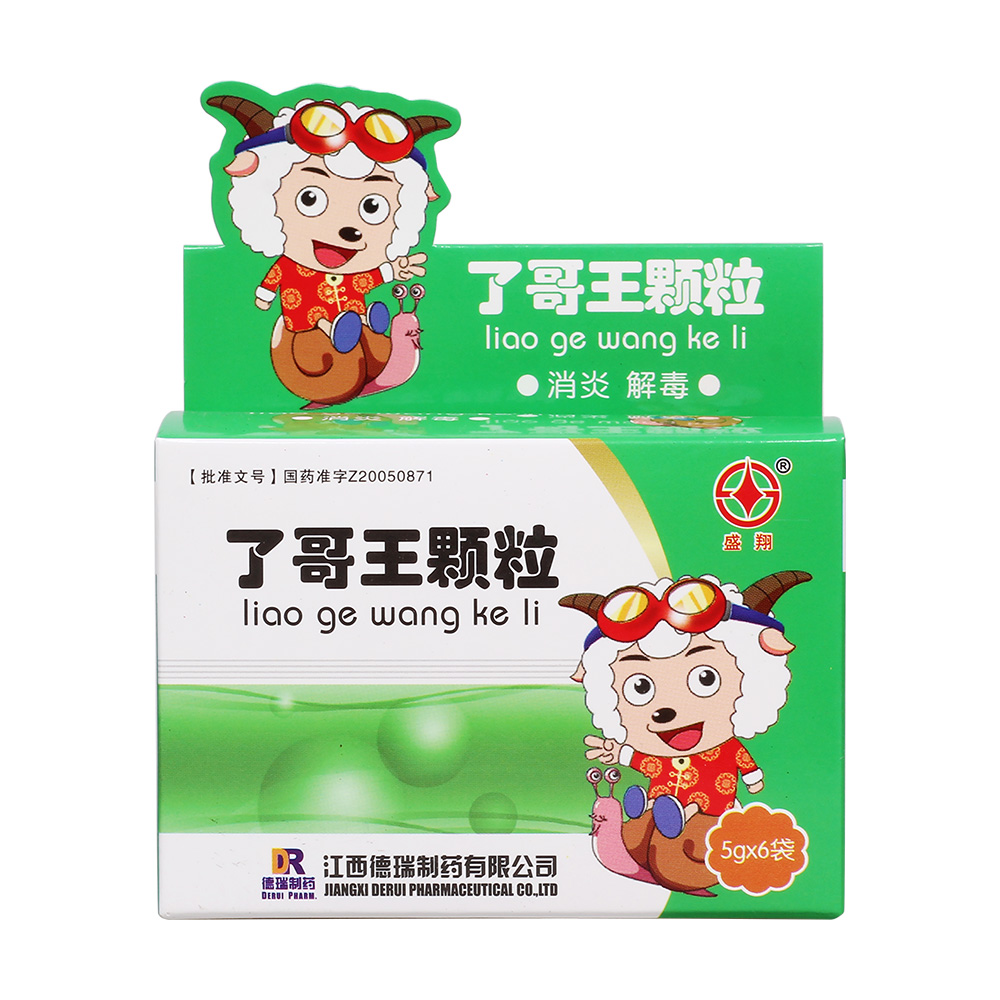 了哥王颗粒
liao ge wang ke li
●消炎 解毒●
【批准文号】国药准字Z20050871
®
盛翔
了哥王颗粒
liao ge wang ke li
5gx6袋
DR
德瑞制药
DERUI PHARM.
江西德瑞制药有限公司
JIANGXI DERUI PHARMACEUTICAL CO.,LTD